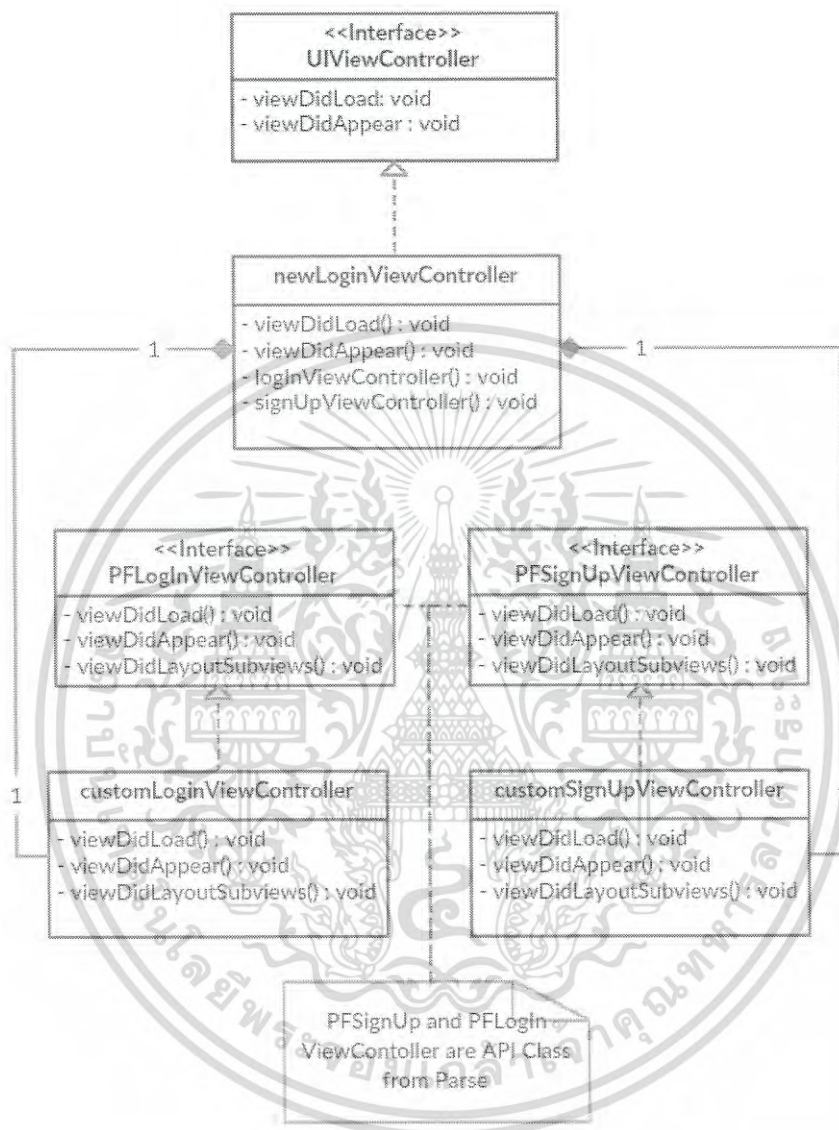 <<Interface>>
UIViewController
- viewDidLoad: void
- viewDidAppear : void
newLoginViewController
- viewDidLoad() : void
- viewDidAppear() : void
- logInViewController() : void
- signUpViewController() : void
1
1
<<Interface>>
PFLogInViewController
- viewDidLoad() : void
- viewDidAppear() : void
- viewDidLayoutSubviews() : void
<<Interface>>
PFSignUpViewController
- viewDidLoad() : void
- viewDidAppear() : void
- viewDidLayoutSubviews() : void
1
customLoginViewController
- viewDidLoad() : void
- viewDidAppear() : void
- viewDidLayoutSubviews() : void
customSignUpViewController
- viewDidLoad() : void
- viewDidAppear() : void
- viewDidLayoutSubviews() : void
PFSignUp and PFLogIn
ViewContoller are API Class
from Parse